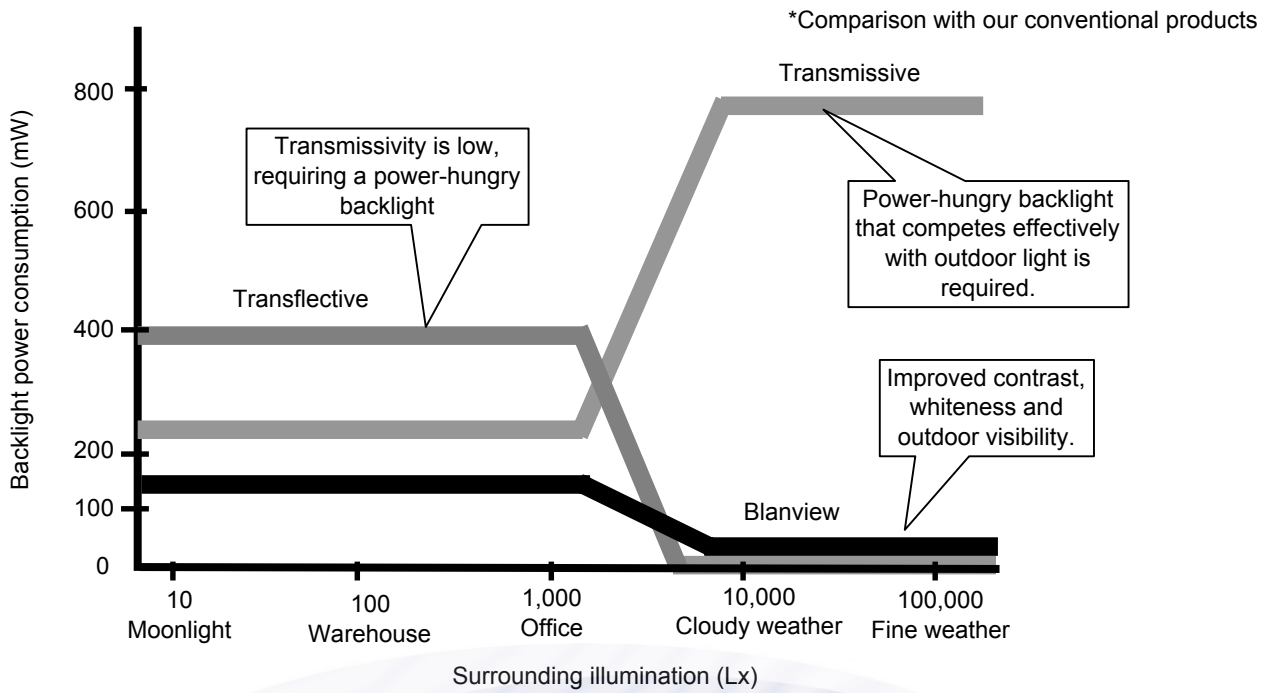 *Comparison with our conventional products
Transmissive
800
Transmissivity is low,
requiring a power-hungry
backlight
Power-hungry backlight
that competes effectively
with outdoor light is
required.
600
Backlight power consumption (mW)
Transflective
400
Improved contrast,
whiteness and
outdoor visibility.
200
100
Blanview
0
10
100
1,000
10,000
100,000
Moonlight
Warehouse
Office
Cloudy weather
Fine weather
Surrounding illumination (Lx)